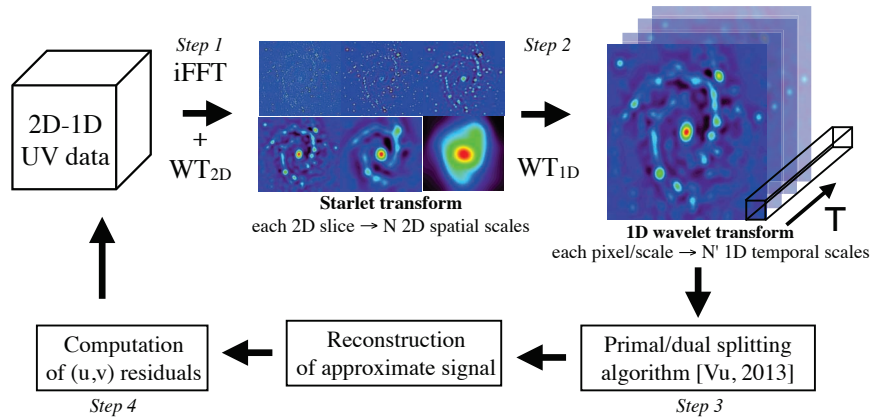 2D-1D
UV data
Step 1
iFFT
+
WT2D
Starlet transform
each 2D slice → N 2D spatial scales
Step 2
WT1D
T
1D wavelet transform
each pixel/scale → N' 1D temporal scales
Primal/dual splitting
algorithm [Vu, 2013]
Step 3
Reconstruction
of approximate signal
Computation
of (u,v) residuals
Step 4